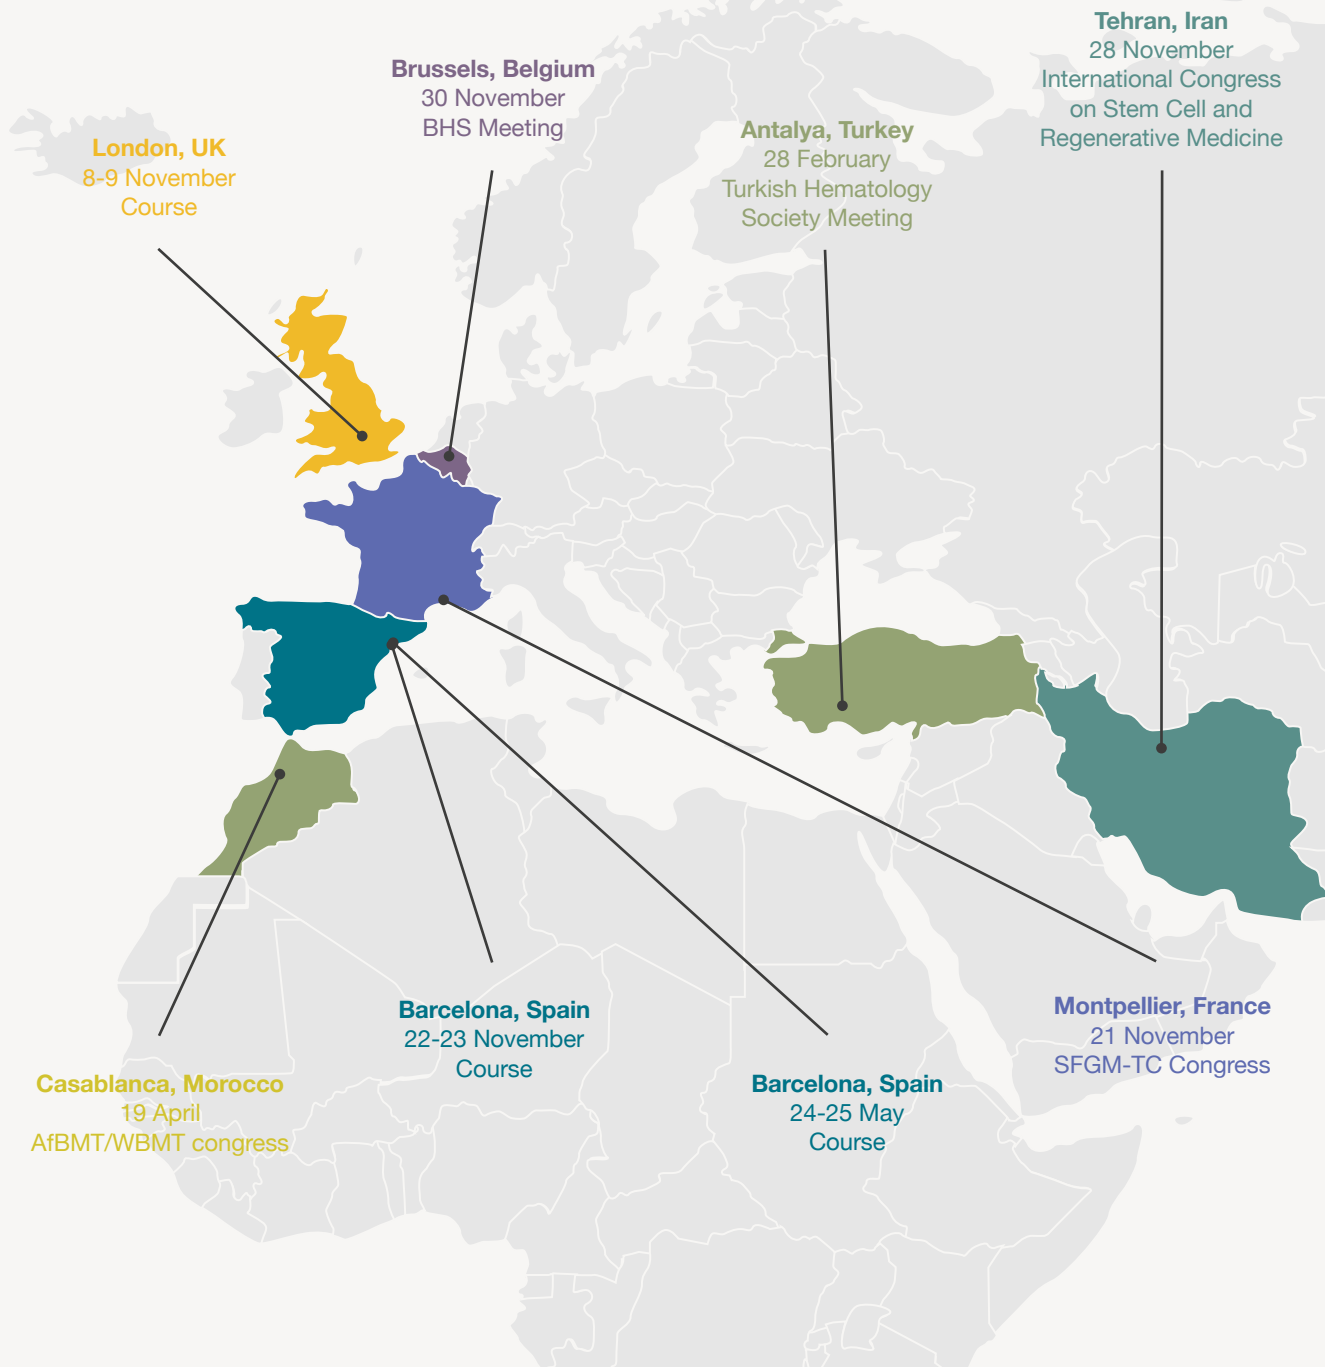 Tehran, Iran
28 November
International Congress
on Stem Cell and
Regenerative Medicine
Brussels, Belgium
30 November
BHS Meeting
Antalya, Turkey
28 February
Turkish Hematology
Society Meeting
London, UK
8-9 November
Course
Barcelona, Spain
22-23 November
Course
Montpellier, France
21 November
SFGM-TC Congress
Casablanca, Morocco
19 April
AfBMT/WBMT congress
Barcelona, Spain
24-25 May
Course